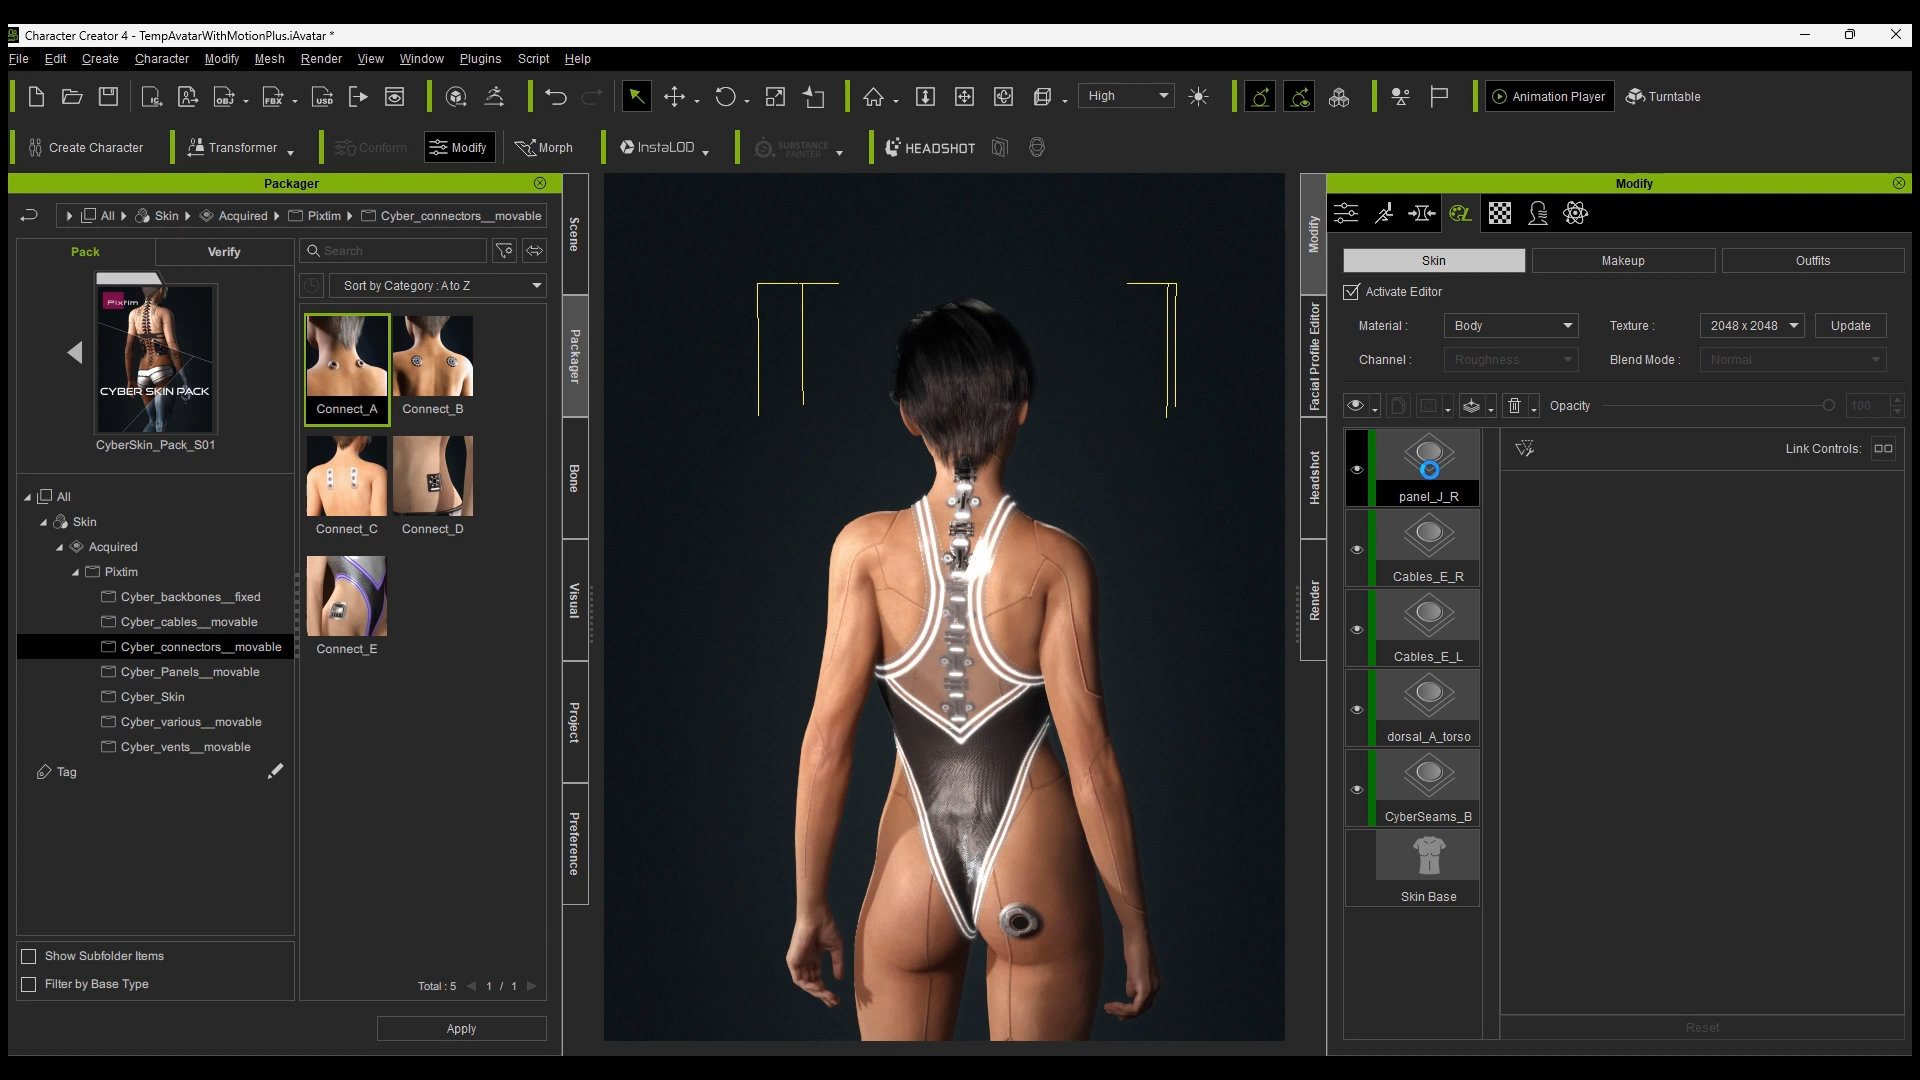 Character Creator 4 - TempAvatarWithMotionPlus.iAvatar *
File Edit Create Character Modify Mesh Render View Window Plugins Script Help
High
Animation Player
Turntable
Create Character
Transformer
Conform
Modify
Morph
InstaLOD
SUBSTANCE PAINTER
HEADSHOT
Packager
All Skin Acquired Pixtim Cyber_connectors__movable
Pack
Verify
Search
Sort by Category : A to Z
Pixtim
CYBER SKIN PACK
CyberSkin_Pack_S01
All
Skin
Acquired
Pixtim
Cyber_backbones__fixed
Cyber_cables__movable
Cyber_connectors__movable
Cyber_Panels__movable
Cyber_Skin
Cyber_various__movable
Cyber_vents__movable
Tag
Show Subfolder Items
Filter by Base Type
Connect_A
Connect_B
Connect_C
Connect_D
Connect_E
Total : 5 1 / 1
Apply
Scene
Packager
Bone
Visual
Project
Preference
Modify
Facial Profile Editor
Headshot
Render
Modify
Skin
Makeup
Outfits
Activate Editor
Material : Body
Texture : 2048 x 2048 Update
Channel : Roughness
Blend Mode : Normal
Opacity 100
panel_J_R
Cables_E_R
Cables_E_L
dorsal_A_torso
CyberSeams_B
Skin Base
Link Controls:
Reset